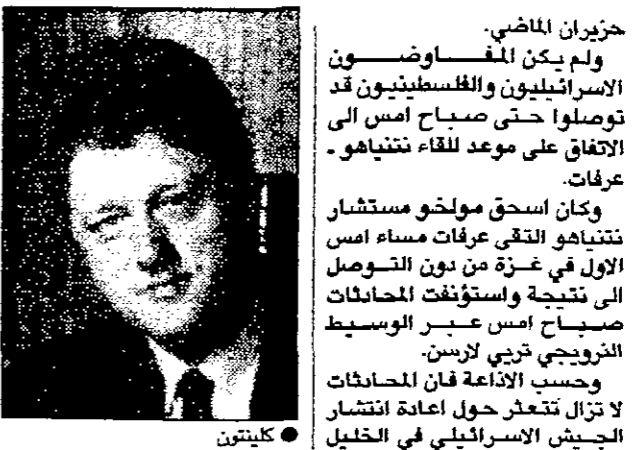 حزيران الماضي.
ولم يكن المفاوضون
الاسرائيليون والفلسطينيون قد
توصلوا حتى صباح امس الى
الاتفاق على موعد للقاء نتنياهو ـ
عرفات.
وكان اسحق مولخو مستشار
نتنياهو التقى عرفات مساء امس
الاول في غزة من دون التوصل
الى نتيجة واستؤنفت المحادثات
صباح امس عبر الوسيط
النرويجي تربي لارسن.
وحسب الاذاعة فان المحادثات
لا تزال تتعثر حول اعادة انتشار
الجيش الاسرائيلي في الخليل
● كلينتون